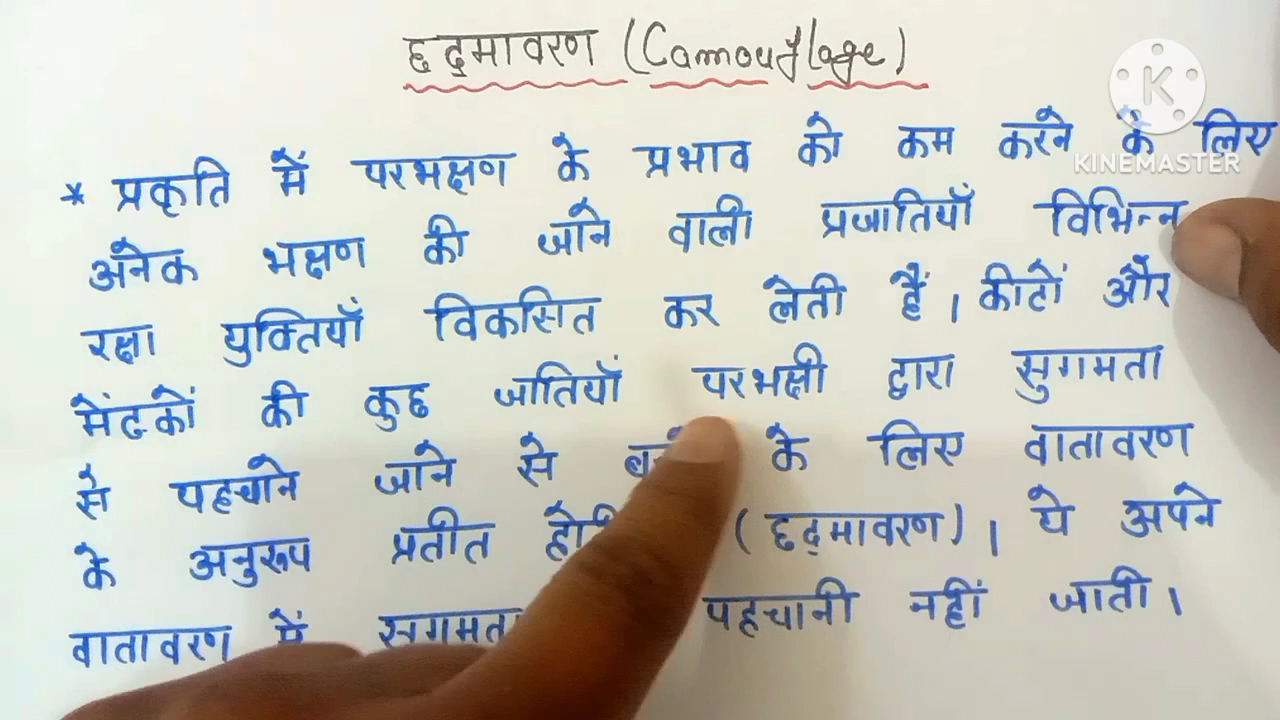 छद्मावरण (Camouflage)
K
KINEMASTER
* प्रकृति में परभक्षण के प्रभाव को कम करने के लिए
अनेक भक्षण की जाने वाली प्रजातियाँ विभिन्न
रक्षा युक्तियाँ विकसित कर लेती हैं। कीटों और
मेंढकों की कुछ जातियाँ परभक्षी द्वारा सुगमता
से पहचाने जाने से के लिए वातावरण
के अनुरूप प्रतीत (छद्मावरण)। ये अपने
वातावरण में सुगमता पहचानी नहीं जाती।